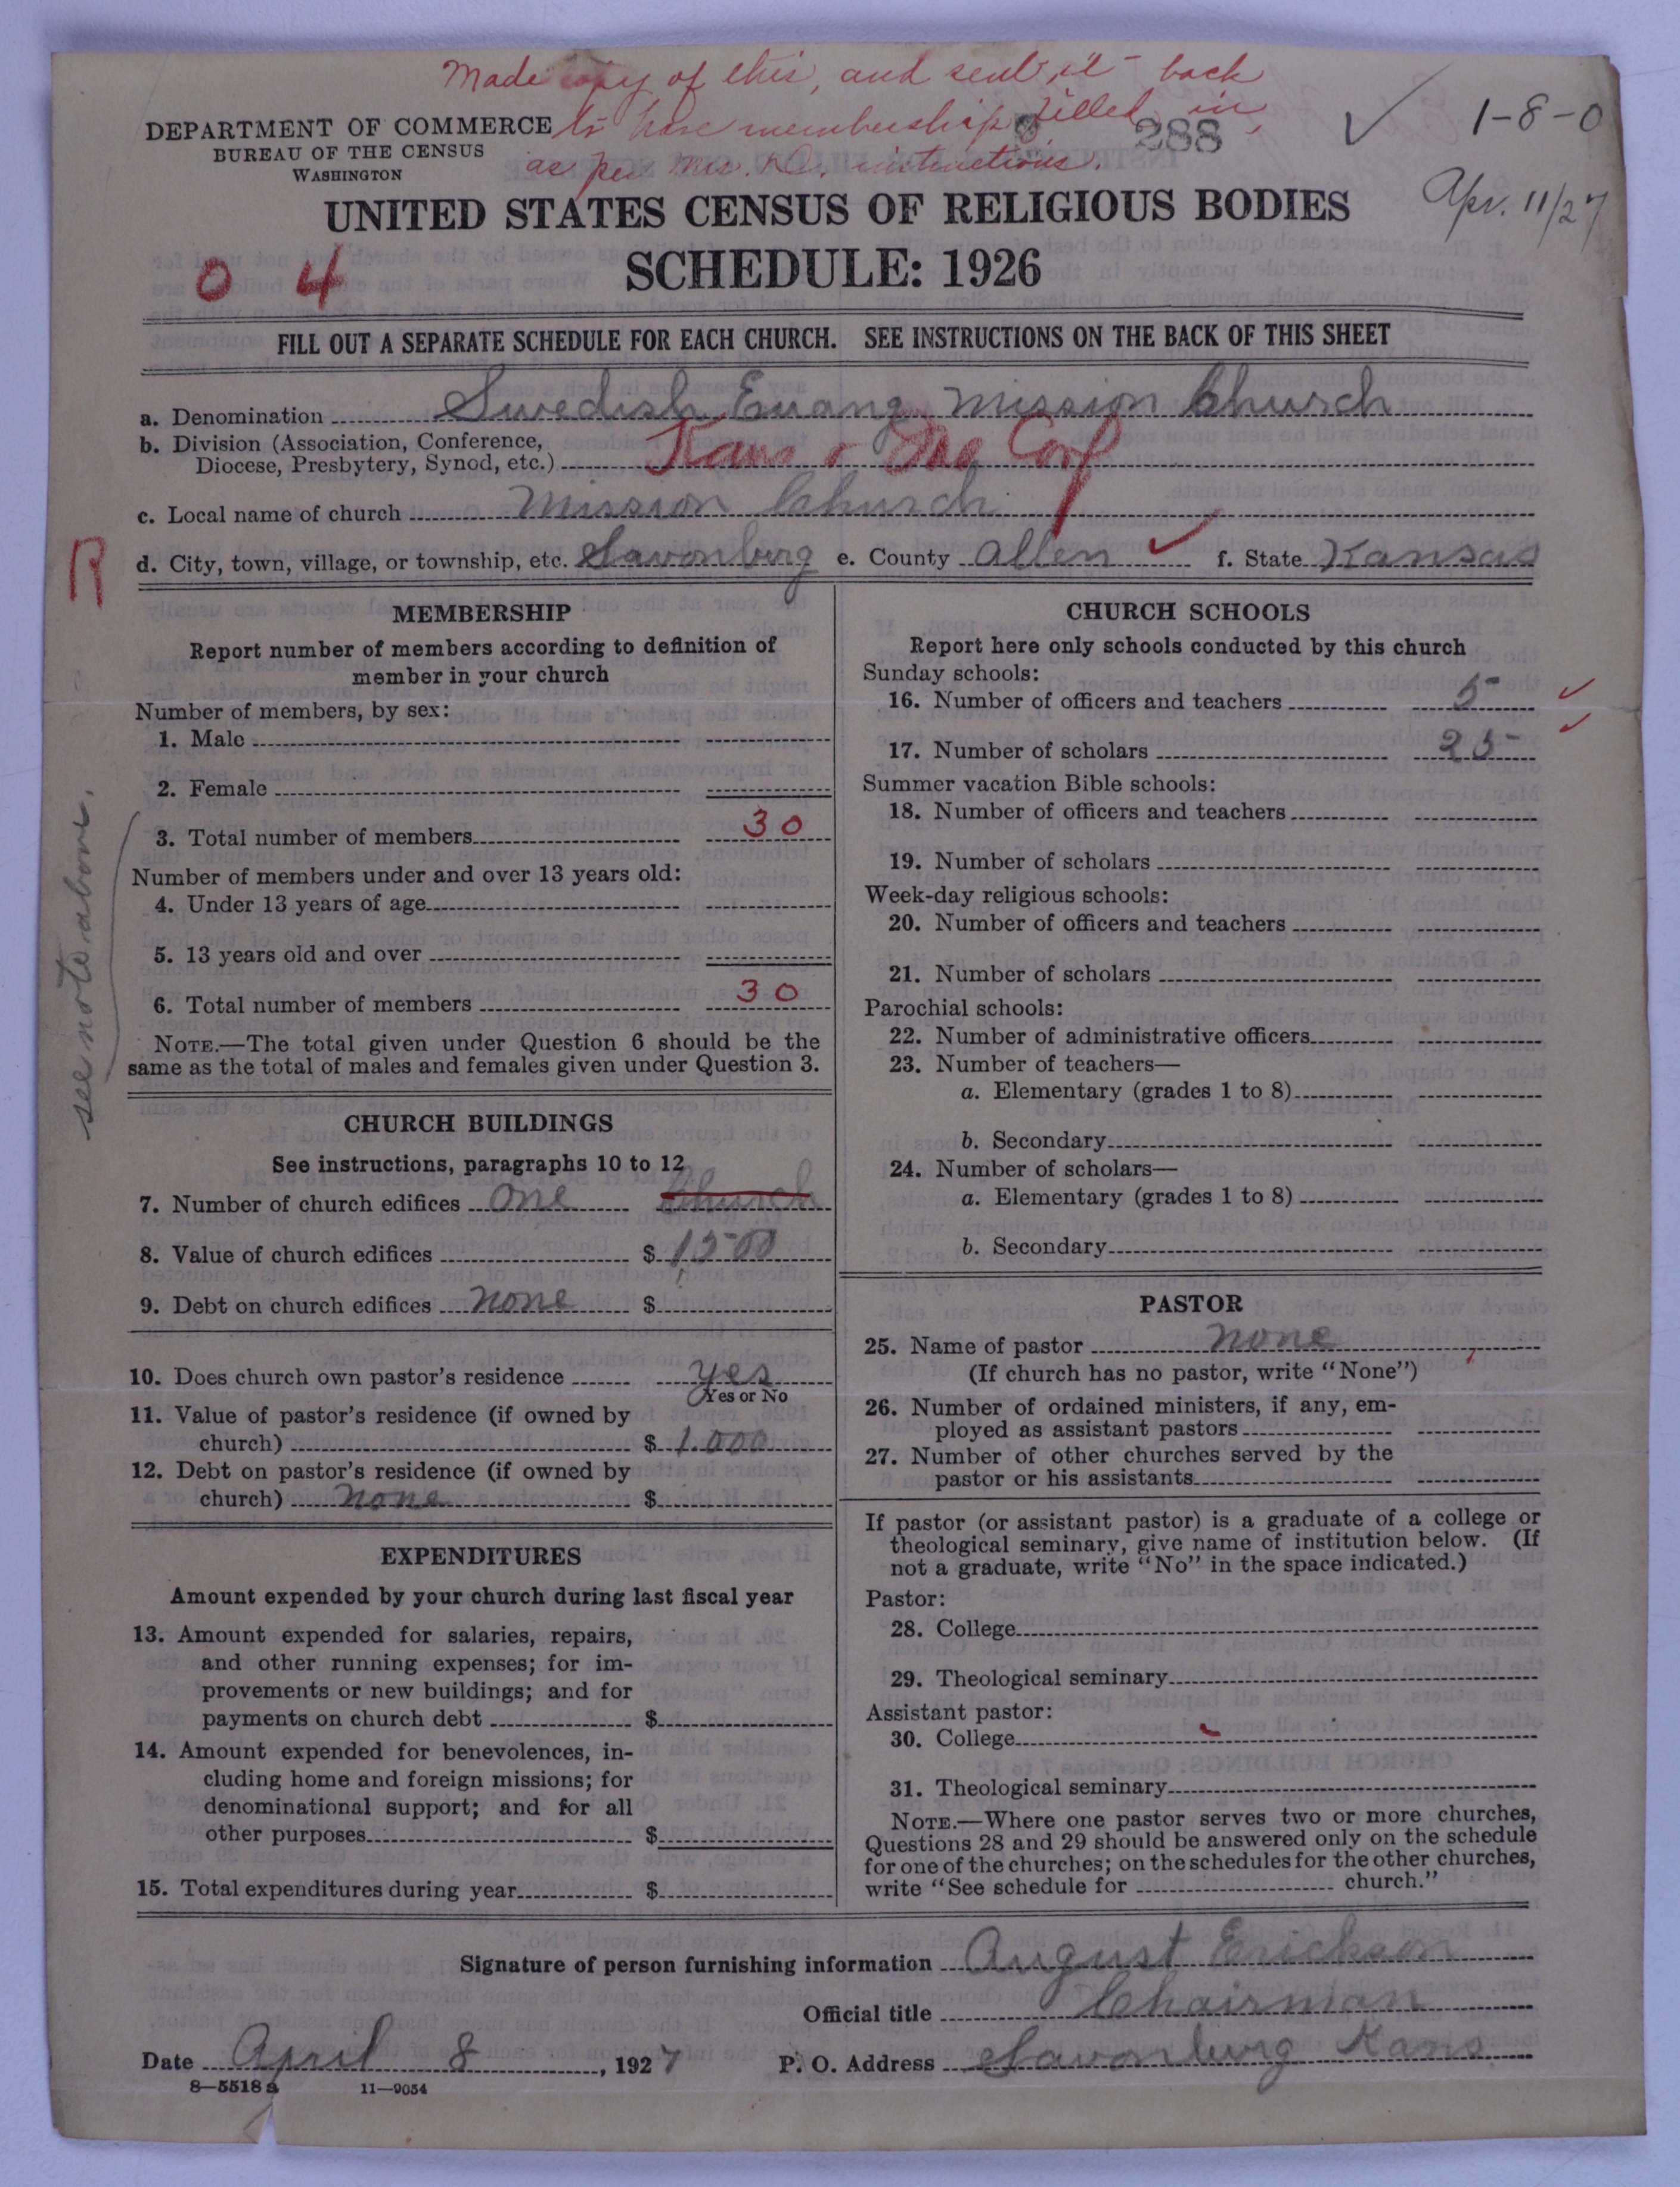 Made copy of this, and sent it back
to have membership filled in,
as per Mrs. instructions.
288
1-8-0
Apr. 11/27
DEPARTMENT OF COMMERCE
BUREAU OF THE CENSUS
WASHINGTON
UNITED STATES CENSUS OF RELIGIOUS BODIES
SCHEDULE: 1926
0 4
FILL OUT A SEPARATE SCHEDULE FOR EACH CHURCH. SEE INSTRUCTIONS ON THE BACK OF THIS SHEET
a. Denomination Swedish Evang. Mission Church
b. Division (Association, Conference,
Diocese, Presbytery, Synod, etc.) Kans
c. Local name of church Mission Church
R
d. City, town, village, or township, etc. Savonburg e. County Allen f. State Kansas
MEMBERSHIP
Report number of members according to definition of
member in your church
Number of members, by sex:
1. Male
2. Female
3. Total number of members 30
Number of members under and over 13 years old:
4. Under 13 years of age
5. 13 years old and over
6. Total number of members 30
NOTE.—The total given under Question 6 should be the
same as the total of males and females given under Question 3.
see note above.
CHURCH BUILDINGS
See instructions, paragraphs 10 to 12
7. Number of church edifices one Church
8. Value of church edifices $ 1500
9. Debt on church edifices none $
10. Does church own pastor's residence yes
Yes or No
11. Value of pastor's residence (if owned by
church) $ 1.000
12. Debt on pastor's residence (if owned by
church) none $
EXPENDITURES
Amount expended by your church during last fiscal year
13. Amount expended for salaries, repairs,
and other running expenses; for im-
provements or new buildings; and for
payments on church debt $
14. Amount expended for benevolences, in-
cluding home and foreign missions; for
denominational support; and for all
other purposes $
15. Total expenditures during year $
CHURCH SCHOOLS
Report here only schools conducted by this church
Sunday schools:
16. Number of officers and teachers 5
17. Number of scholars 25
Summer vacation Bible schools:
18. Number of officers and teachers
19. Number of scholars
Week-day religious schools:
20. Number of officers and teachers
21. Number of scholars
Parochial schools:
22. Number of administrative officers
23. Number of teachers—
a. Elementary (grades 1 to 8)
b. Secondary
24. Number of scholars—
a. Elementary (grades 1 to 8)
b. Secondary
PASTOR
25. Name of pastor none
(If church has no pastor, write "None")
26. Number of ordained ministers, if any, em-
ployed as assistant pastors
27. Number of other churches served by the
pastor or his assistants
If pastor (or assistant pastor) is a graduate of a college or
theological seminary, give name of institution below. (If
not a graduate, write "No" in the space indicated.)
Pastor:
28. College
29. Theological seminary
Assistant pastor:
30. College
31. Theological seminary
NOTE.—Where one pastor serves two or more churches,
Questions 28 and 29 should be answered only on the schedule
for one of the churches; on the schedules for the other churches,
write "See schedule for church."
Signature of person furnishing information August Erickson
Official title Chairman
Date April 8, 1927 P. O. Address Savonburg Kans.
8—5518 a 11—9054